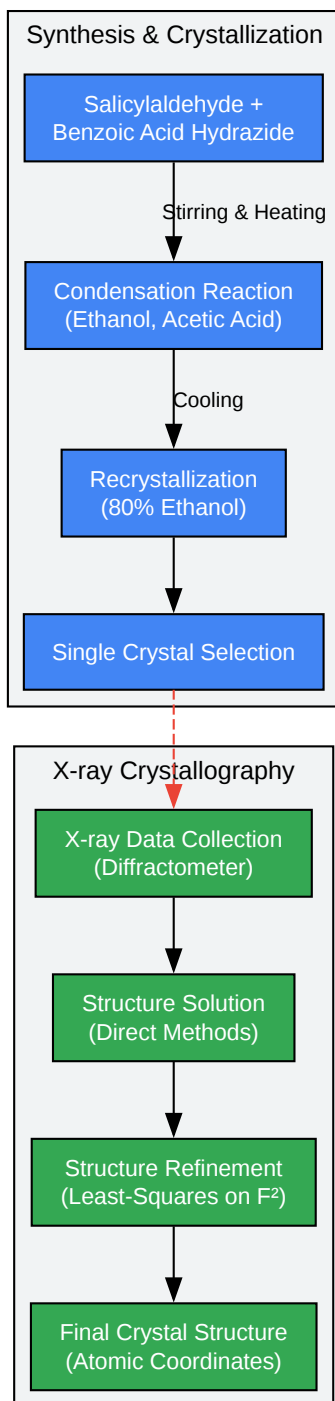 Synthesis & Crystallization
Salicylaldehyde +
Benzoic Acid Hydrazide
Stirring & Heating
Condensation Reaction
(Ethanol, Acetic Acid)
Cooling
Recrystallization
(80% Ethanol)
Single Crystal Selection
X-ray Crystallography
X-ray Data Collection
(Diffractometer)
Structure Solution
(Direct Methods)
Structure Refinement
(Least-Squares on F²)
Final Crystal Structure
(Atomic Coordinates)